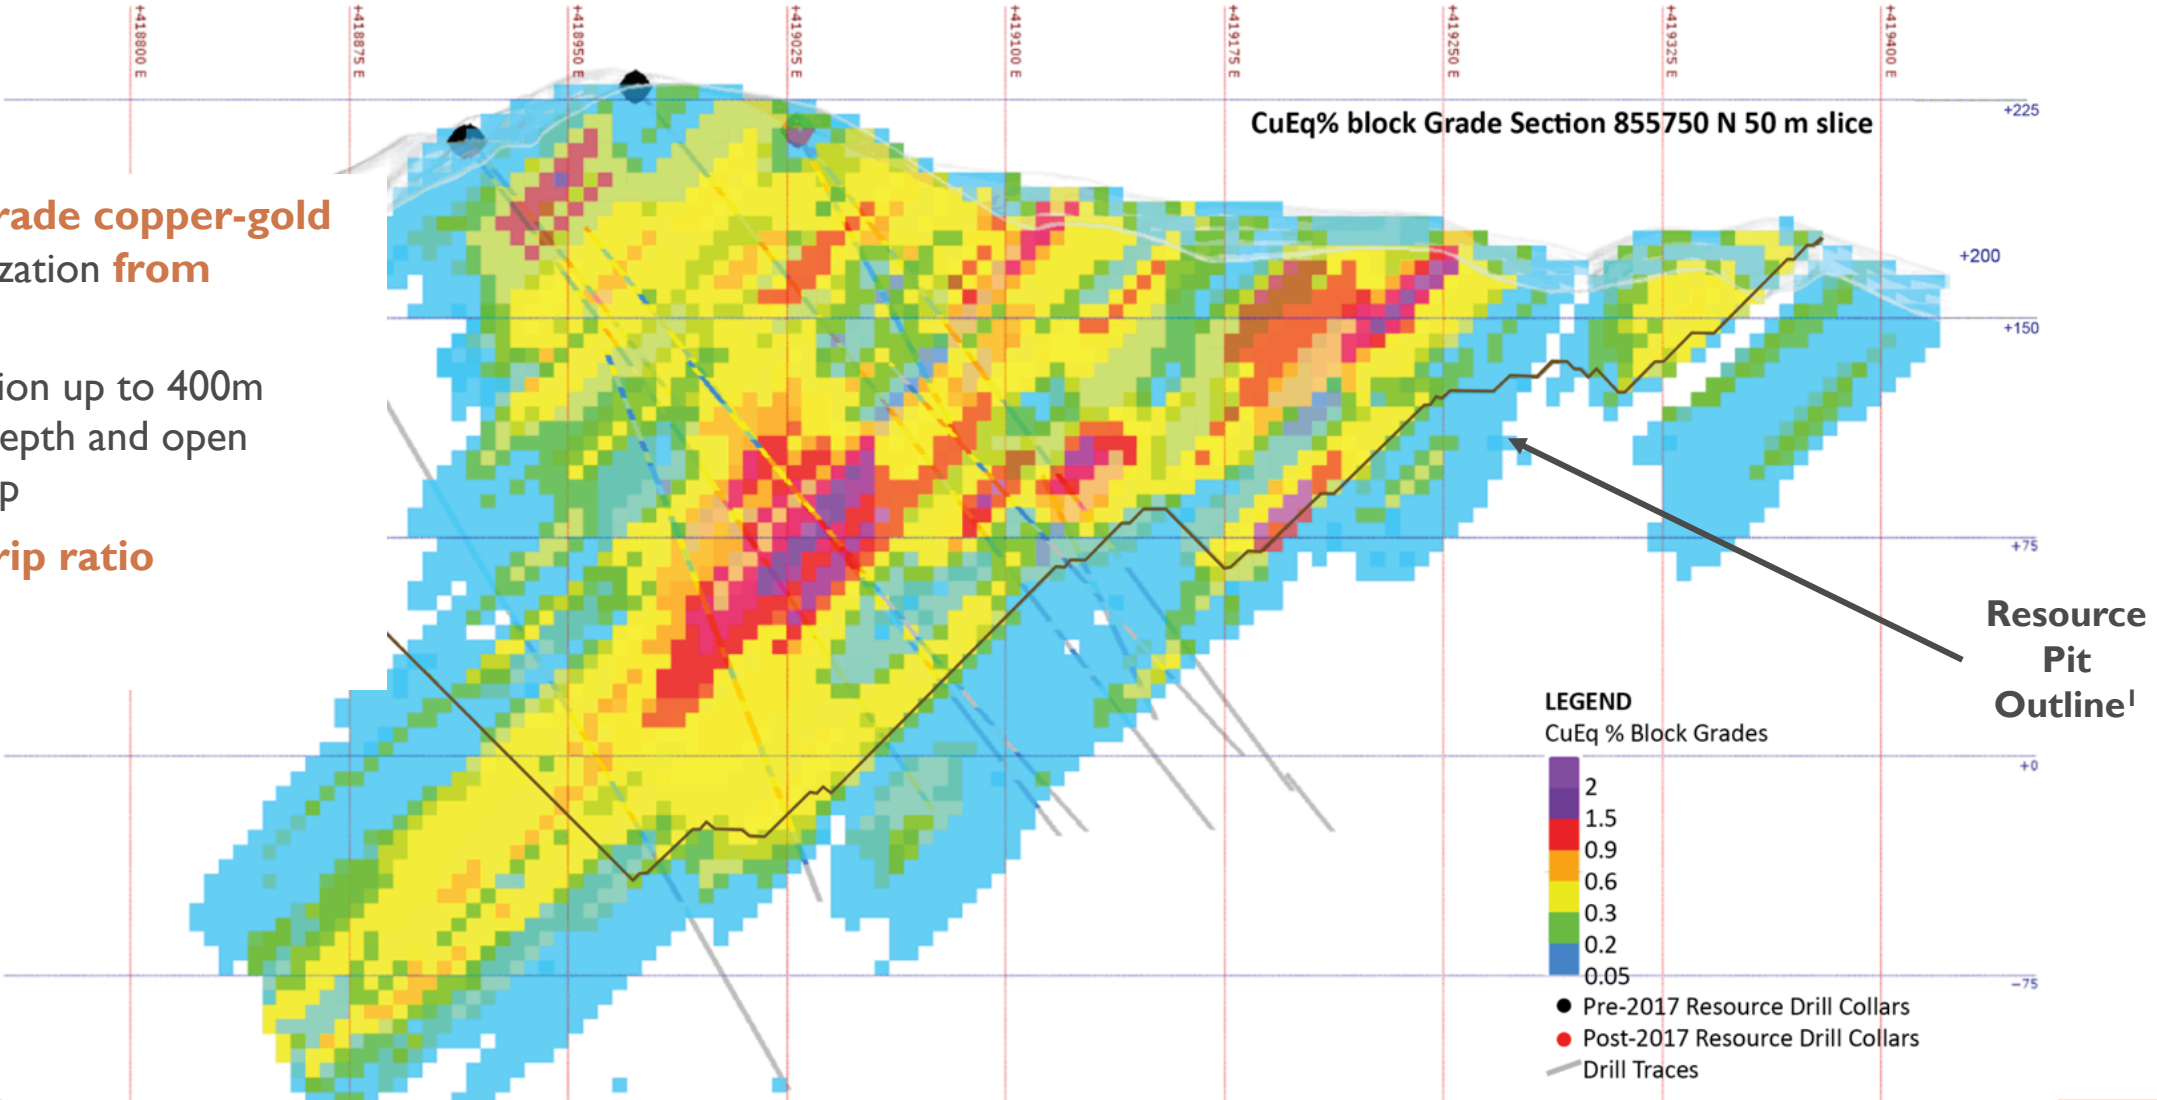 +418800 E
+418875 E
+418950 E
+419025 E
+419100 E
+419175 E
+419250 E
+419325 E
+419400 E
+225
CuEq% block Grade Section 855750 N 50 m slice
rade copper-gold
zation from
+200
+150
ion up to 400m
epth and open
p
rip ratio
+75
Resource
Pit
Outline¹
+0
LEGEND
CuEq % Block Grades
2
1.5
0.9
0.6
0.3
0.2
0.05
-75
Pre-2017 Resource Drill Collars
Post-2017 Resource Drill Collars
Drill Traces